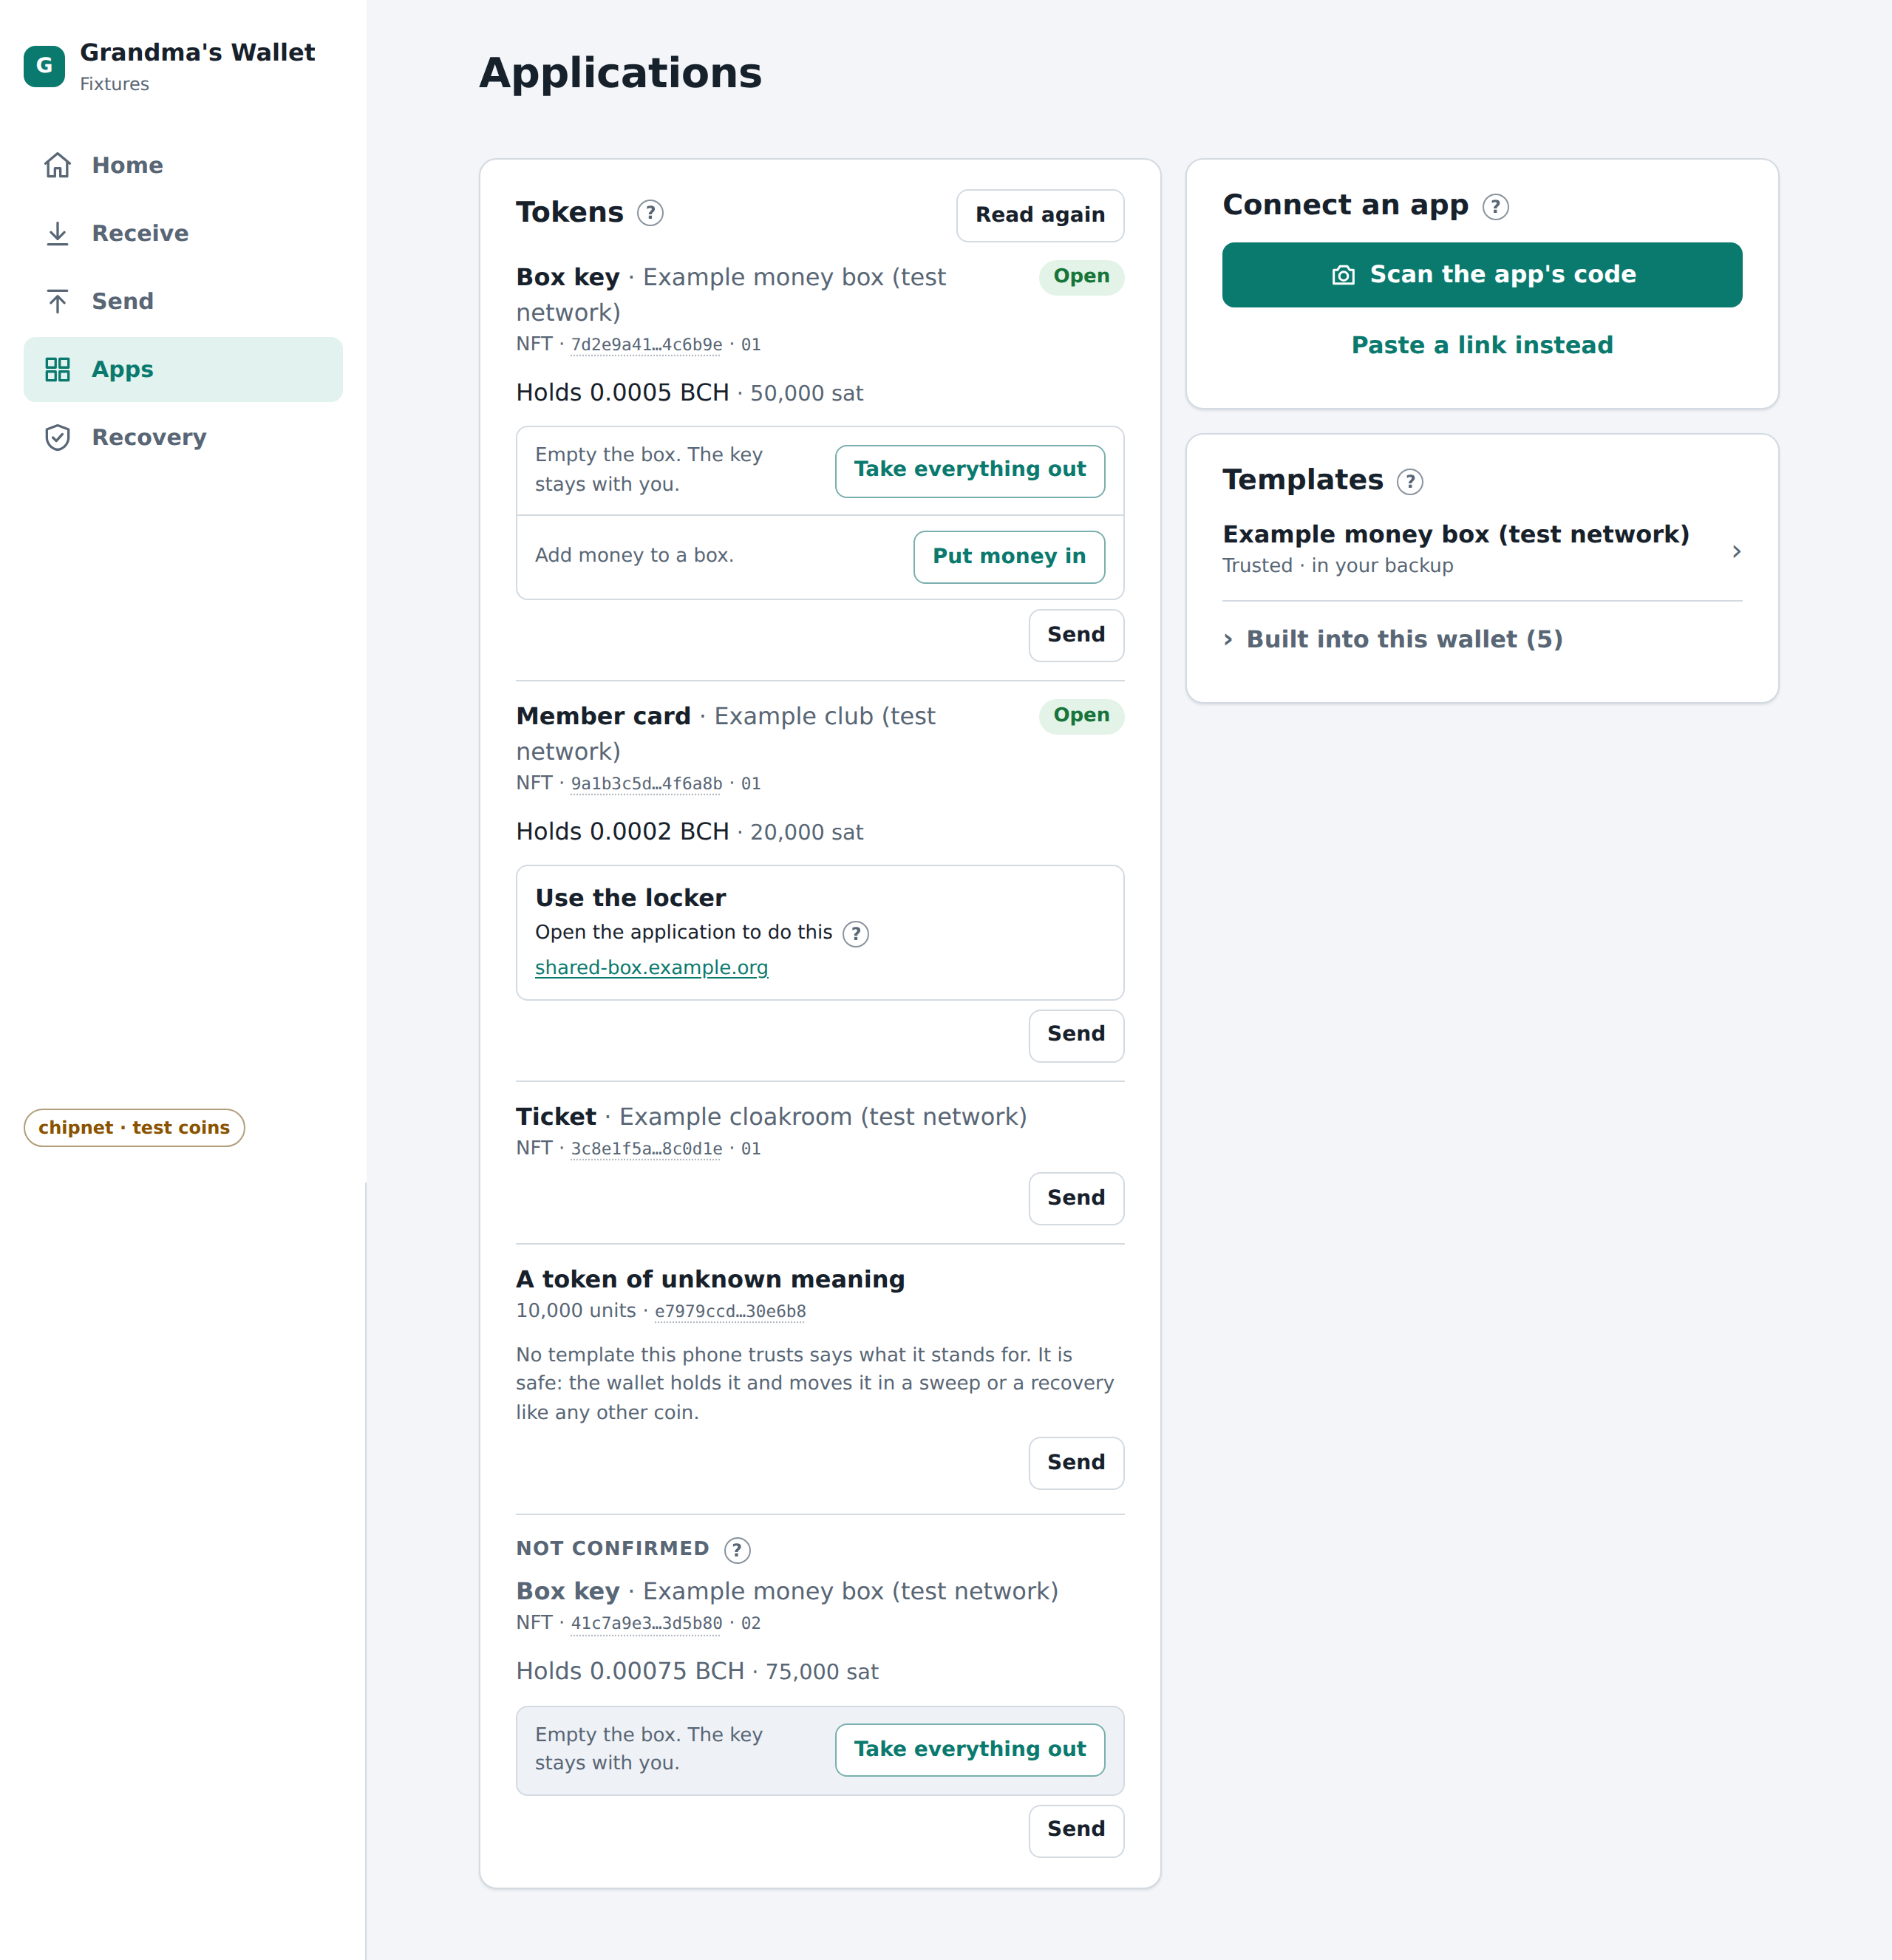 G
Grandma's Wallet
Fixtures
Home
Receive
Send
Apps
Recovery
chipnet · test coins
Applications
Tokens ?
Read again
Box key · Example money box (test
network)
Open
NFT · 7d2e9a41…4c6b9e · 01
Holds 0.0005 BCH · 50,000 sat
Empty the box. The key
stays with you.
Take everything out
Add money to a box.
Put money in
Send
Member card · Example club (test
network)
Open
NFT · 9a1b3c5d…4f6a8b · 01
Holds 0.0002 BCH · 20,000 sat
Use the locker
Open the application to do this ?
shared-box.example.org
Send
Ticket · Example cloakroom (test network)
NFT · 3c8e1f5a…8c0d1e · 01
Send
A token of unknown meaning
10,000 units · e7979ccd…30e6b8
No template this phone trusts says what it stands for. It is
safe: the wallet holds it and moves it in a sweep or a recovery
like any other coin.
Send
NOT CONFIRMED ?
Box key · Example money box (test network)
NFT · 41c7a9e3…3d5b80 · 02
Holds 0.00075 BCH · 75,000 sat
Empty the box. The key
stays with you.
Take everything out
Send
Connect an app ?
Scan the app's code
Paste a link instead
Templates ?
Example money box (test network)
Trusted · in your backup
›
› Built into this wallet (5)